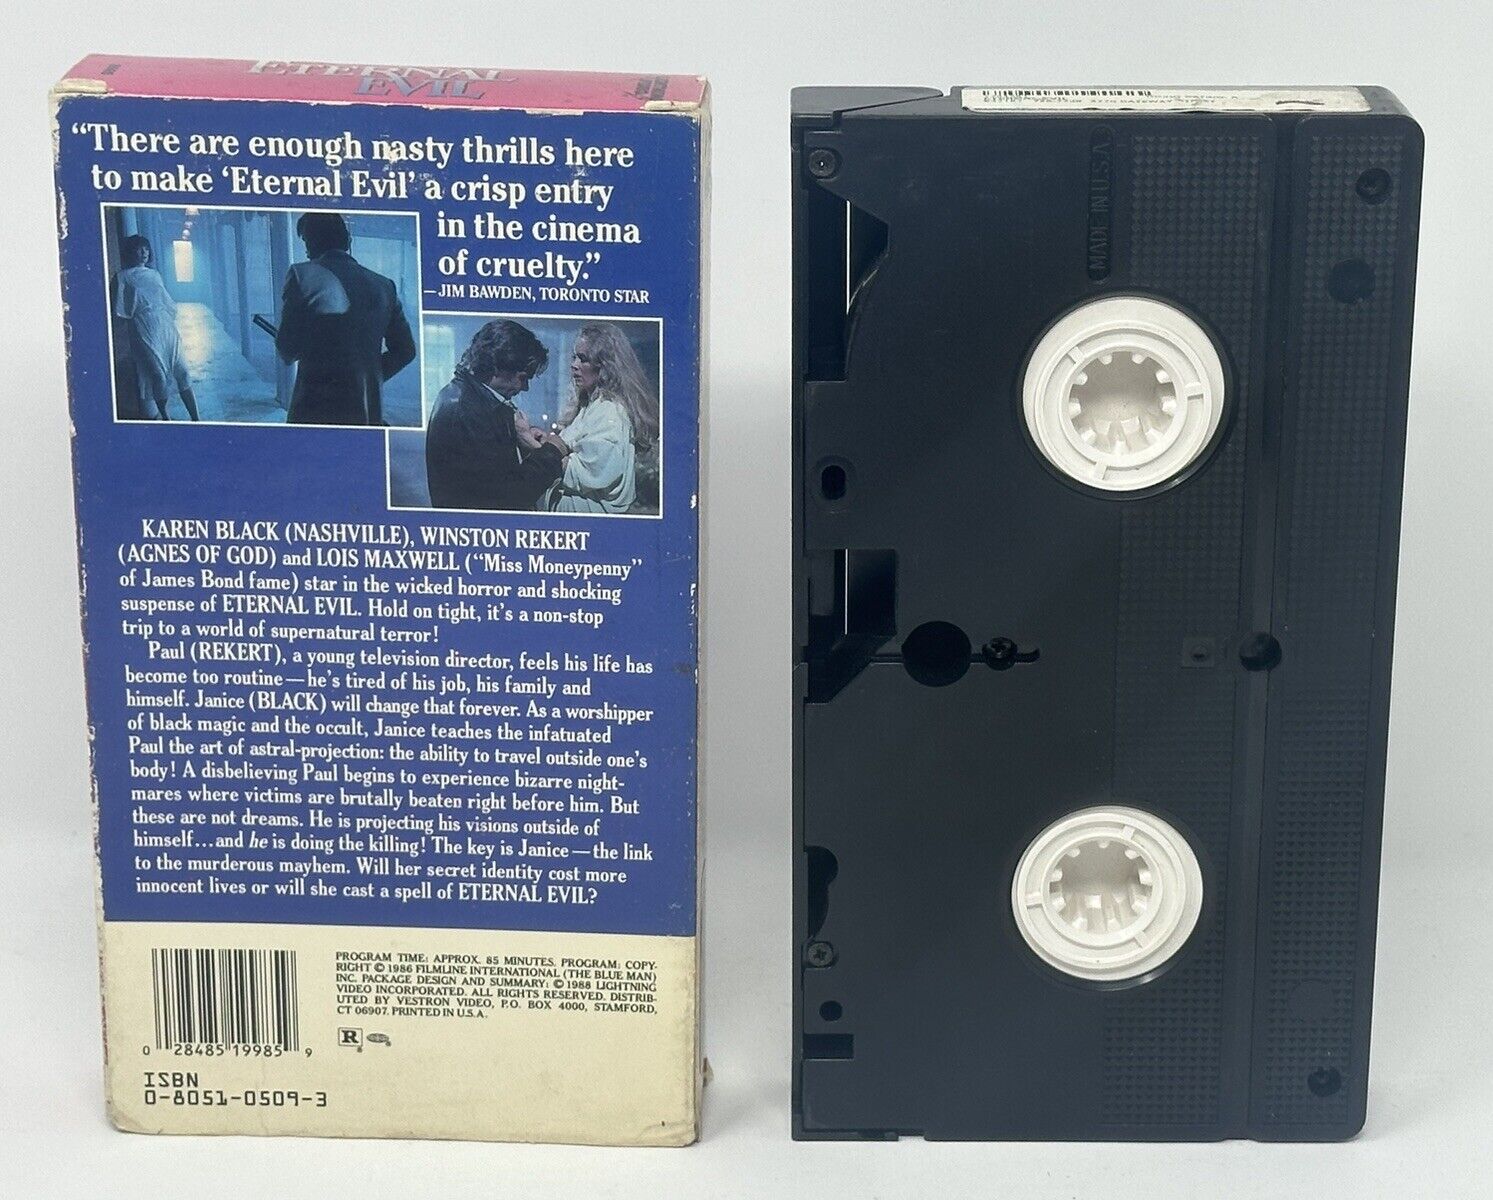 ETERNAL
EVIL
“There are enough nasty thrills here
to make ‘Eternal Evil’ a crisp entry
in the cinema
of cruelty.”
—JIM BAWDEN, TORONTO STAR
KAREN BLACK (NASHVILLE), WINSTON REKERT
(AGNES OF GOD) and LOIS MAXWELL (“Miss Moneypenny”
of James Bond fame) star in the wicked horror and shocking
suspense of ETERNAL EVIL. Hold on tight, it's a non-stop
trip to a world of supernatural terror!
Paul (REKERT), a young television director, feels his life has
become too routine—he's tired of his job, his family and
himself. Janice (BLACK) will change that forever. As a worshipper
of black magic and the occult, Janice teaches the infatuated
Paul the art of astral-projection: the ability to travel outside one's
body! A disbelieving Paul begins to experience bizarre night-
mares where victims are brutally beaten right before him. But
these are not dreams. He is projecting his visions outside of
himself...and he is doing the killing! The key is Janice—the link
to the murderous mayhem. Will her secret identity cost more
innocent lives or will she cast a spell of ETERNAL EVIL?
PROGRAM TIME: APPROX. 85 MINUTES. PROGRAM: COPY-
RIGHT © 1986 FILMLINE INTERNATIONAL (THE BLUE MAN)
INC. PACKAGE DESIGN AND SUMMARY: © 1988 LIGHTNING
VIDEO INCORPORATED. ALL RIGHTS RESERVED. DISTRIB-
UTED BY VESTRON VIDEO, P.O. BOX 4000, STAMFORD,
CT 06907. PRINTED IN U.S.A.
R
0 28485 19985 9
ISBN
0-8051-0509-3
MADE IN U.S.A